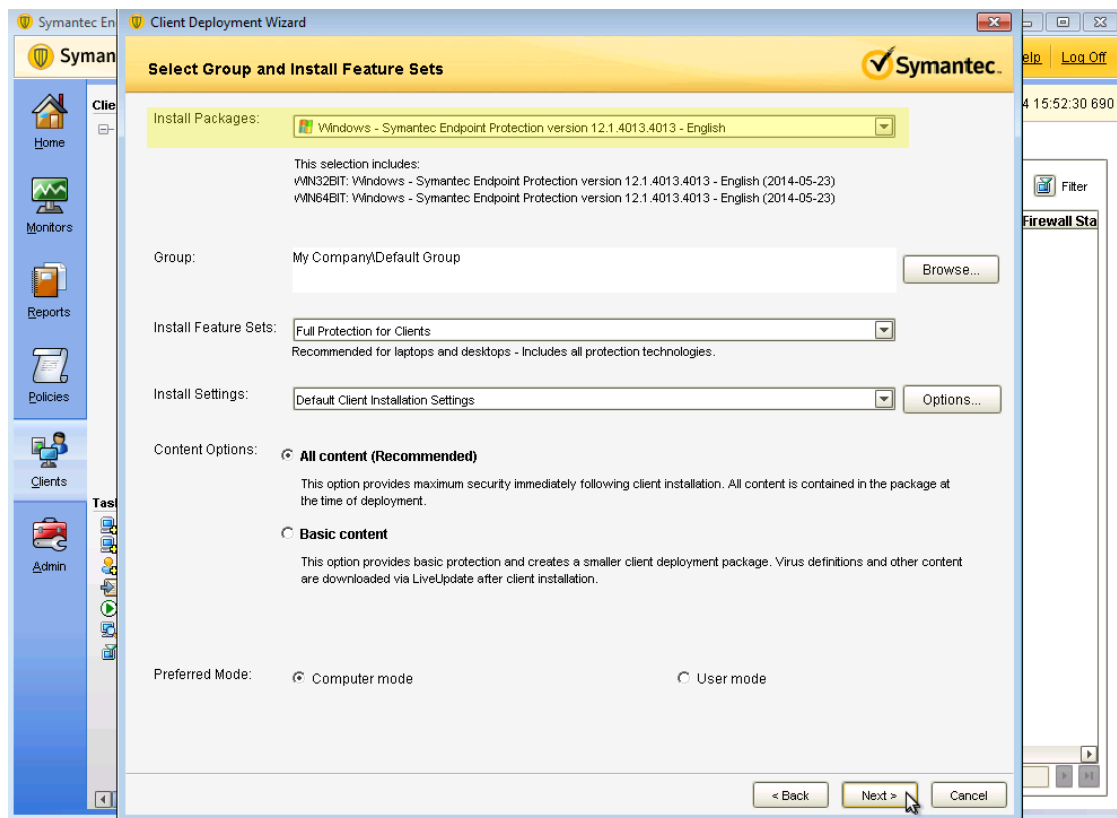 Symantec En
Client Deployment Wizard
Syman
elp
Log Off
Select Group and Install Feature Sets
Symantec.
4 15:52:30 690
Clie
Home
Monitors
Reports
Policies
Clients
Admin
Task
Install Packages:
Windows - Symantec Endpoint Protection version 12.1.4013.4013 - English
This selection includes:
WIN32BIT: Windows - Symantec Endpoint Protection version 12.1.4013.4013 - English (2014-05-23)
WIN64BIT: Windows - Symantec Endpoint Protection version 12.1.4013.4013 - English (2014-05-23)
Filter
Firewall Sta
Group:
My Company\Default Group
Browse...
Install Feature Sets:
Full Protection for Clients
Recommended for laptops and desktops - Includes all protection technologies.
Install Settings:
Default Client Installation Settings
Options...
Content Options:
All content (Recommended)
This option provides maximum security immediately following client installation. All content is contained in the package at
the time of deployment.
Basic content
This option provides basic protection and creates a smaller client deployment package. Virus definitions and other content
are downloaded via LiveUpdate after client installation.
Preferred Mode:
Computer mode
User mode
< Back
Next >
Cancel